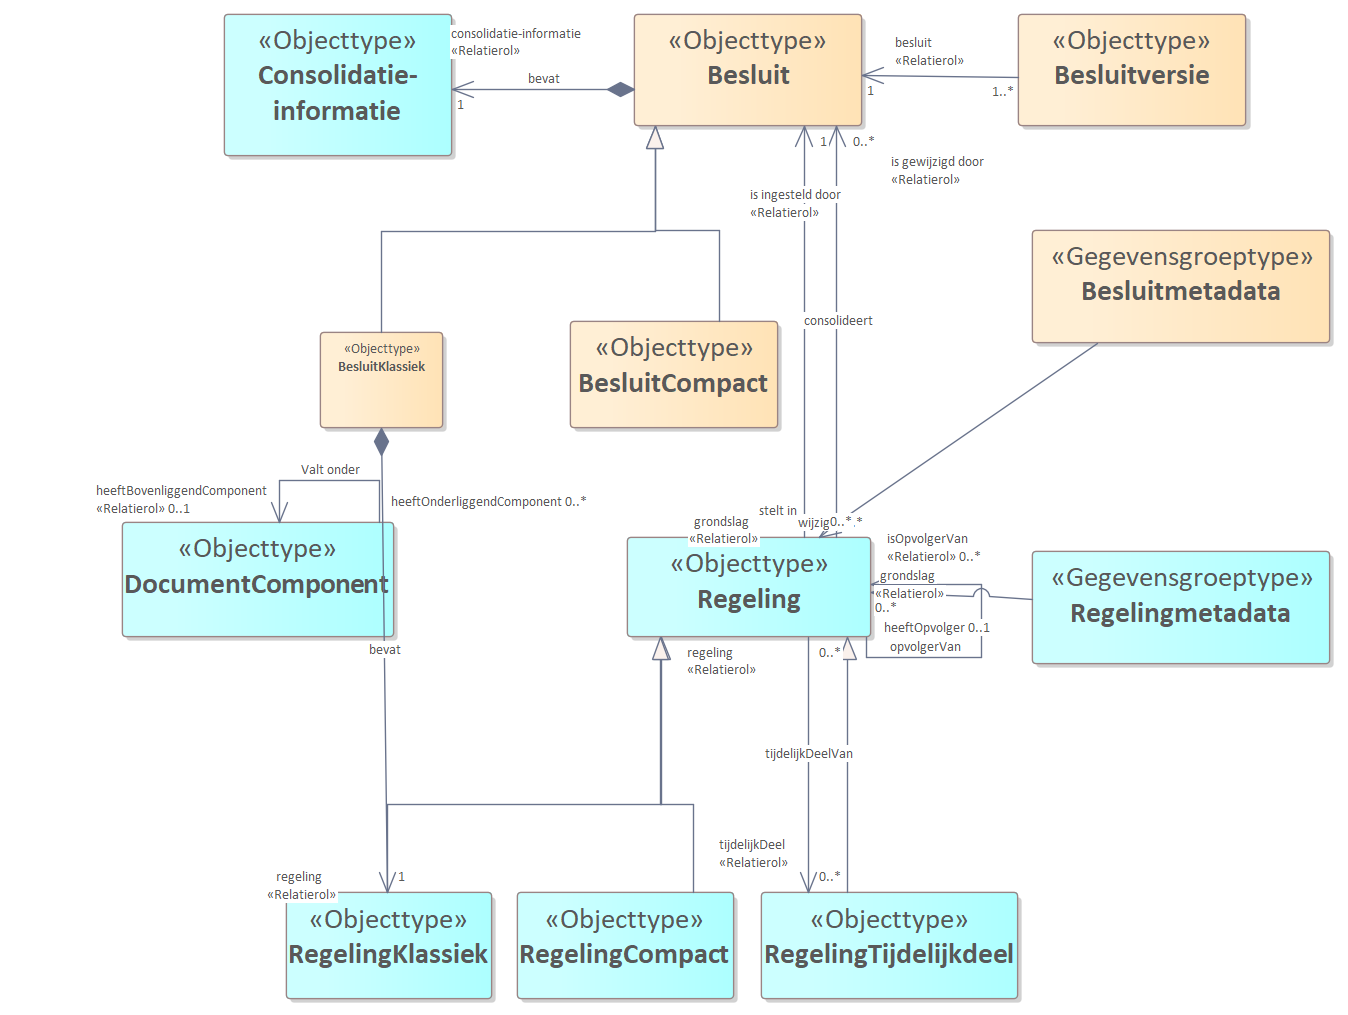 «Objecttype»
Consolidatie-
informatie
consolidatie-informatie
«Relatierol»
bevat
1
«Objecttype»
Besluit
besluit
«Relatierol»
1
1..*
«Objecttype»
Besluitversie
1
0..*
is gewijzigd door
«Relatierol»
is ingesteld door
«Relatierol»
«Gegevensgroeptype»
Besluitmetadata
consolideert
«Objecttype»
BesluitKlassiek
«Objecttype»
BesluitCompact
Valt onder
heeftBovenliggendComponent
«Relatierol» 0..1
heeftOnderliggendComponent 0..*
«Objecttype»
DocumentComponent
bevat
stelt in
wijzig
0..*
.*
grondslag
«Relatierol»
«Objecttype»
Regeling
isOpvolgerVan
«Relatierol» 0..*
grondslag
«Relatierol»
0..*
heeftOpvolger 0..1
opvolgerVan
«Gegevensgroeptype»
Regelingmetadata
regeling
«Relatierol»
0..*
tijdelijkDeelVan
tijdelijkDeel
«Relatierol»
0..*
regeling
«Relatierol»
1
«Objecttype»
RegelingKlassiek
«Objecttype»
RegelingCompact
«Objecttype»
RegelingTijdelijkdeel